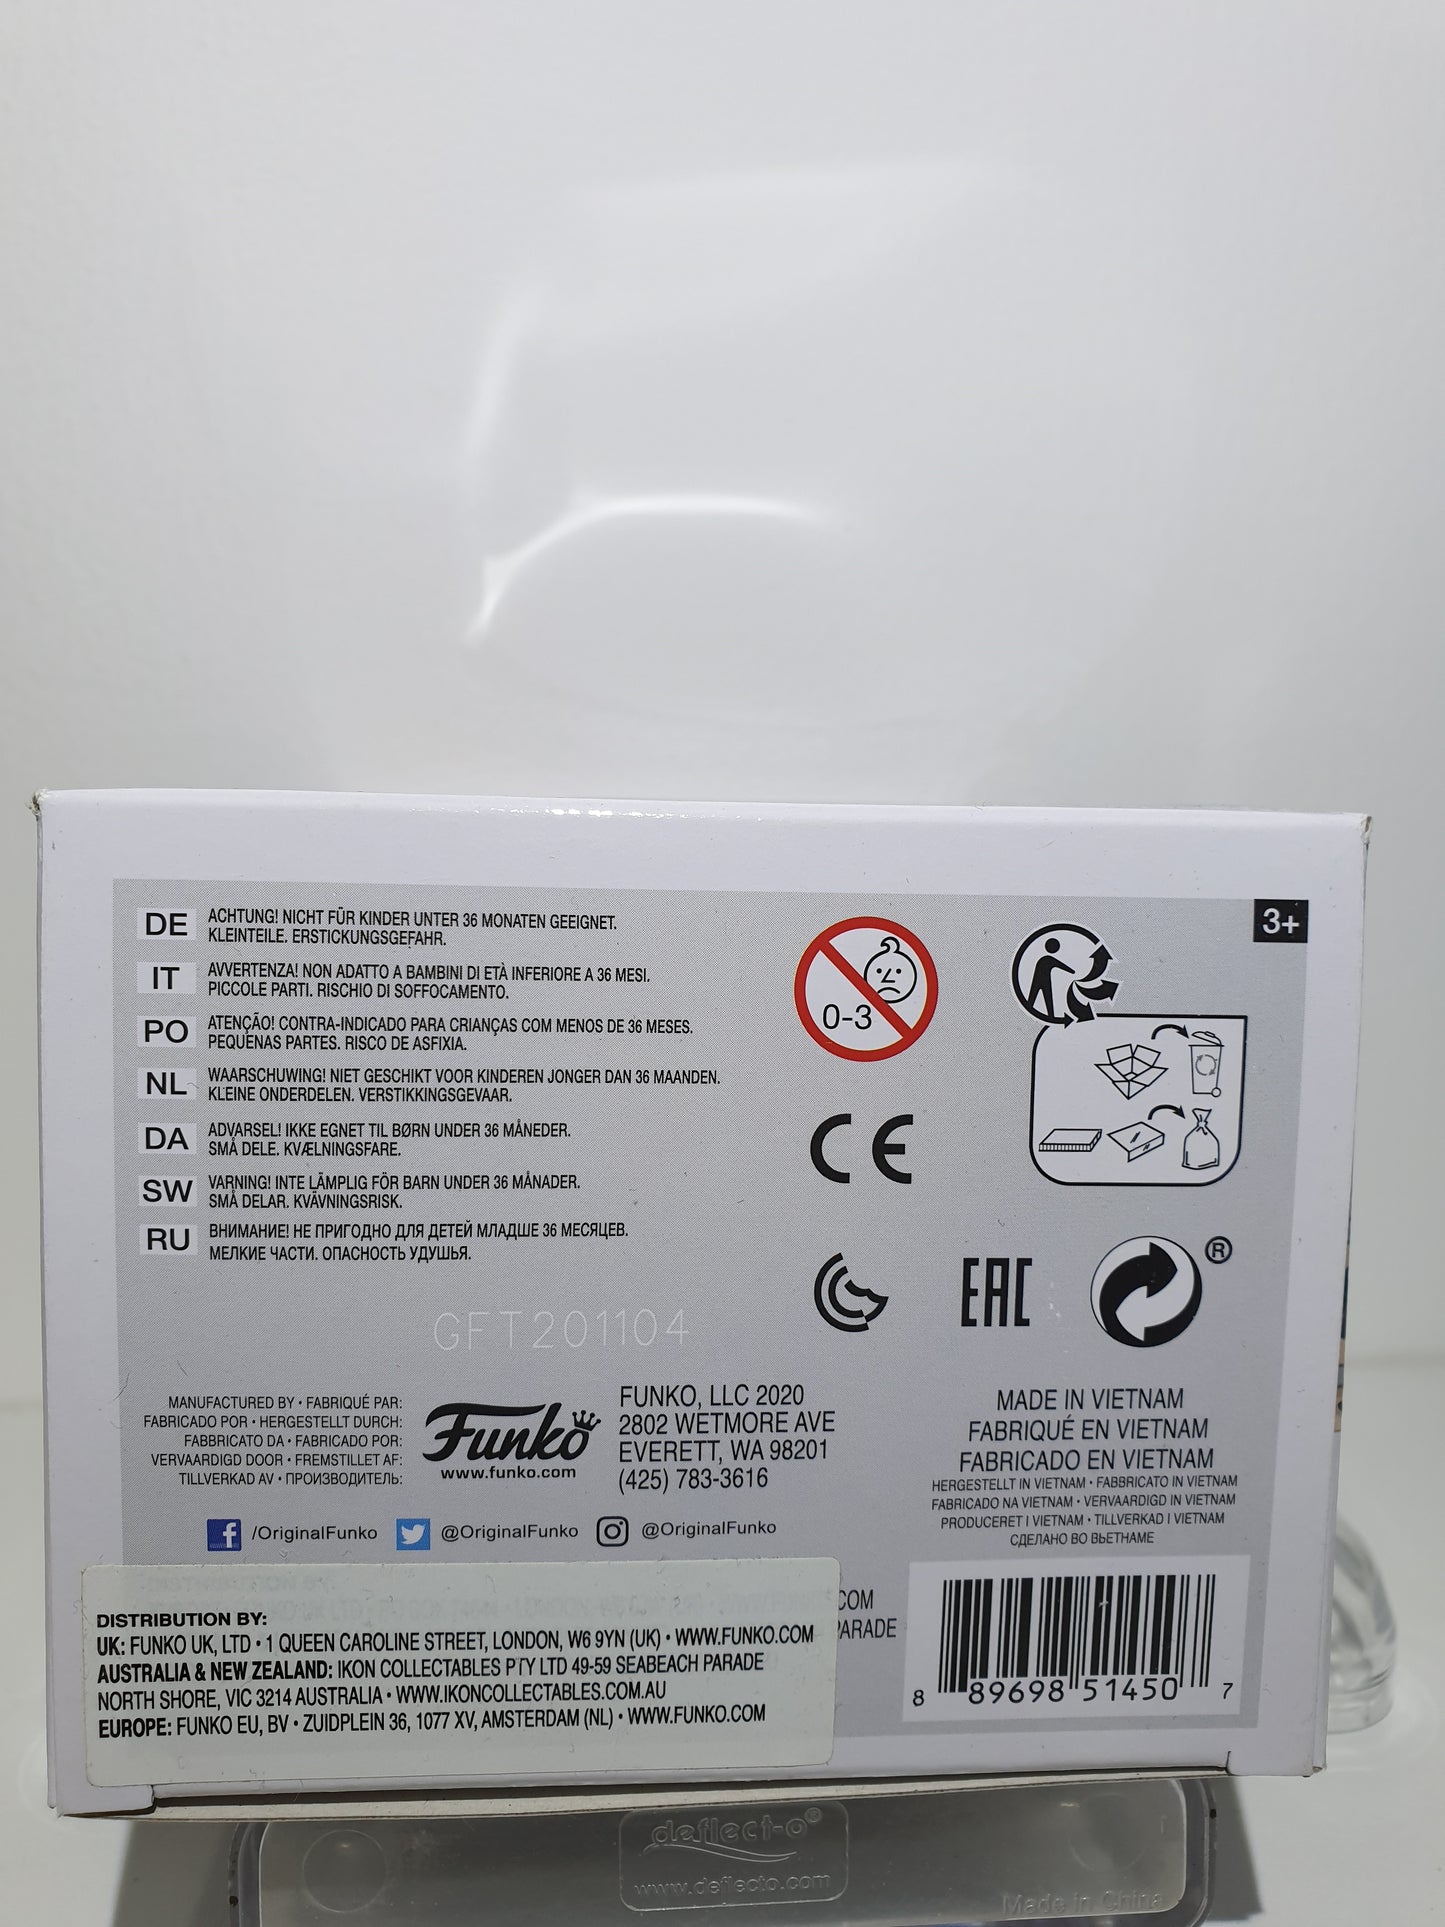 3+
DE ACHTUNG! NICHT FÜR KINDER UNTER 36 MONATEN GEEIGNET.
KLEINTEILE. ERSTICKUNGSGEFAHR.
IT AVVERTENZA! NON ADATTO A BAMBINI DI ETÀ INFERIORE A 36 MESI.
PICCOLE PARTI. RISCHIO DI SOFFOCAMENTO.
PO ATENÇÃO! CONTRA-INDICADO PARA CRIANÇAS COM MENOS DE 36 MESES.
PEQUENAS PARTES. RISCO DE ASFIXIA.
NL WAARSCHUWING! NIET GESCHIKT VOOR KINDEREN JONGER DAN 36 MAANDEN.
KLEINE ONDERDELEN. VERSTIKKINGSGEVAAR.
DA ADVARSEL! IKKE EGNET TIL BØRN UNDER 36 MÅNEDER.
SMÅ DELE. KVÆLNINGSFARE.
SW VARNING! INTE LÄMPLIG FÖR BARN UNDER 36 MÅNADER.
SMÅ DELAR. KVÄVNINGSRISK.
RU ВНИМАНИЕ! НЕ ПРИГОДНО ДЛЯ ДЕТЕЙ МЛАДШЕ 36 МЕСЯЦЕВ.
МЕЛКИЕ ЧАСТИ. ОПАСНОСТЬ УДУШЬЯ.
0-3
CE
EAC
®
GFT201104
MANUFACTURED BY • FABRIQUÉ PAR:
FABRICADO POR • HERGESTELLT DURCH:
FABBRICATO DA • FABRICADO POR:
VERVAARDIGD DOOR • FREMSTILLET AF:
TILLVERKAD AV • ПРОИЗВОДИТЕЛЬ:
Funko
www.funko.com
FUNKO, LLC 2020
2802 WETMORE AVE
EVERETT, WA 98201
(425) 783-3616
MADE IN VIETNAM
FABRIQUÉ EN VIETNAM
FABRICADO EN VIETNAM
HERGESTELLT IN VIETNAM • FABBRICATO IN VIETNAM
FABRICADO NA VIETNAM • VERVAARDIGD IN VIETNAM
PRODUCERET I VIETNAM • TILLVERKAD I VIETNAM
СДЕЛАНО ВО ВЬЕТНАМЕ
/OriginalFunko @OriginalFunko @OriginalFunko
.COM
PARADE
DISTRIBUTION BY:
UK: FUNKO UK, LTD • 1 QUEEN CAROLINE STREET, LONDON, W6 9YN (UK) • WWW.FUNKO.COM
AUSTRALIA & NEW ZEALAND: IKON COLLECTABLES PTY LTD 49-59 SEABEACH PARADE
NORTH SHORE, VIC 3214 AUSTRALIA • WWW.IKONCOLLECTABLES.COM.AU
EUROPE: FUNKO EU, BV • ZUIDPLEIN 36, 1077 XV, AMSTERDAM (NL) • WWW.FUNKO.COM
8 89698 51450 7
deflect-o®
www.deflecto.com
Made in China